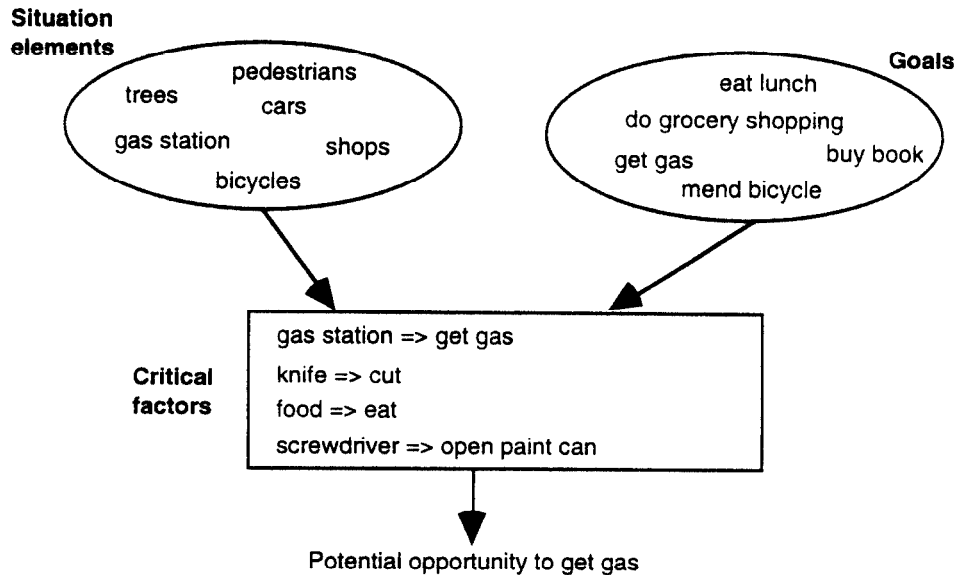 Situation
elements
pedestrians
trees
cars
gas station
shops
bicycles
Goals
eat lunch
do grocery shopping
get gas
buy book
mend bicycle
Critical
factors
gas station => get gas
knife => cut
food => eat
screwdriver => open paint can
Potential opportunity to get gas